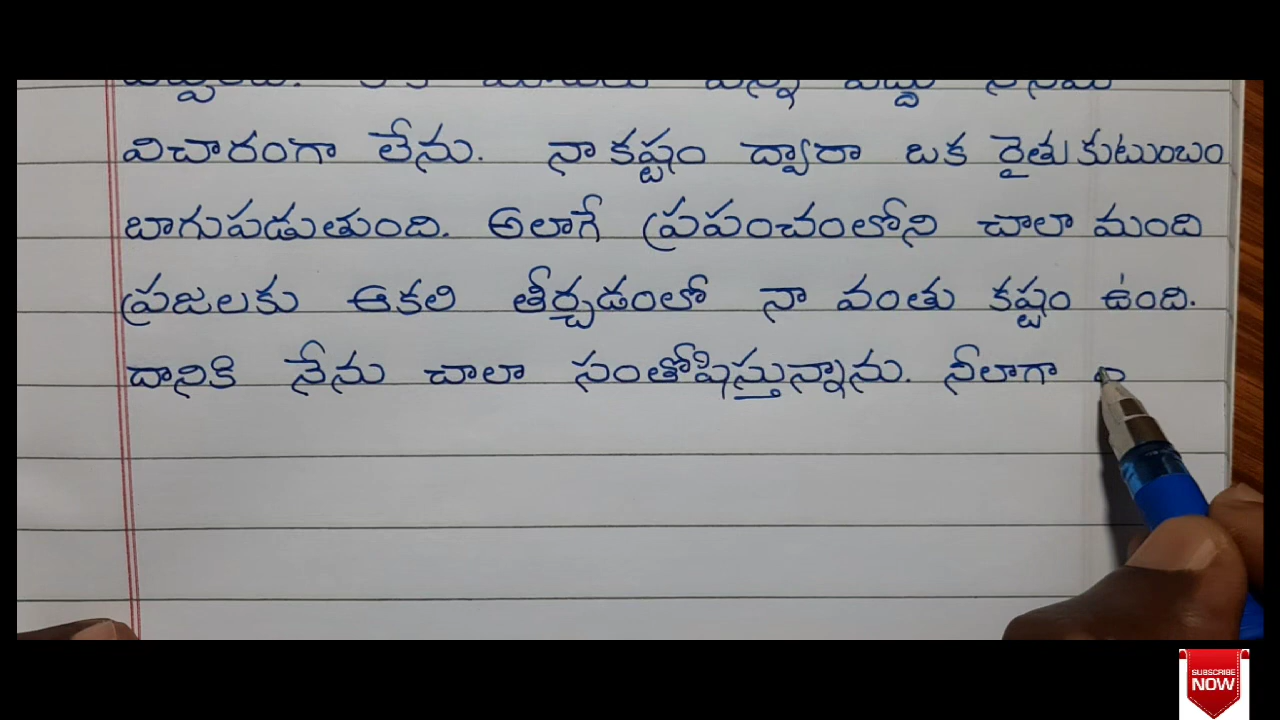 విచారంగా లేను. నా కష్టం ద్వారా ఒక రైతు కుటుంబం
బాగుపడుతుంది. అలాగే ప్రపంచంలోని చాలా మంది
ప్రజలకు ఆకలి తీర్చడంలో నా వంతు కష్టం ఉంది.
దానికి నేను చాలా సంతోషిస్తున్నాను. నీలాగా
SUBSCRIBE
NOW